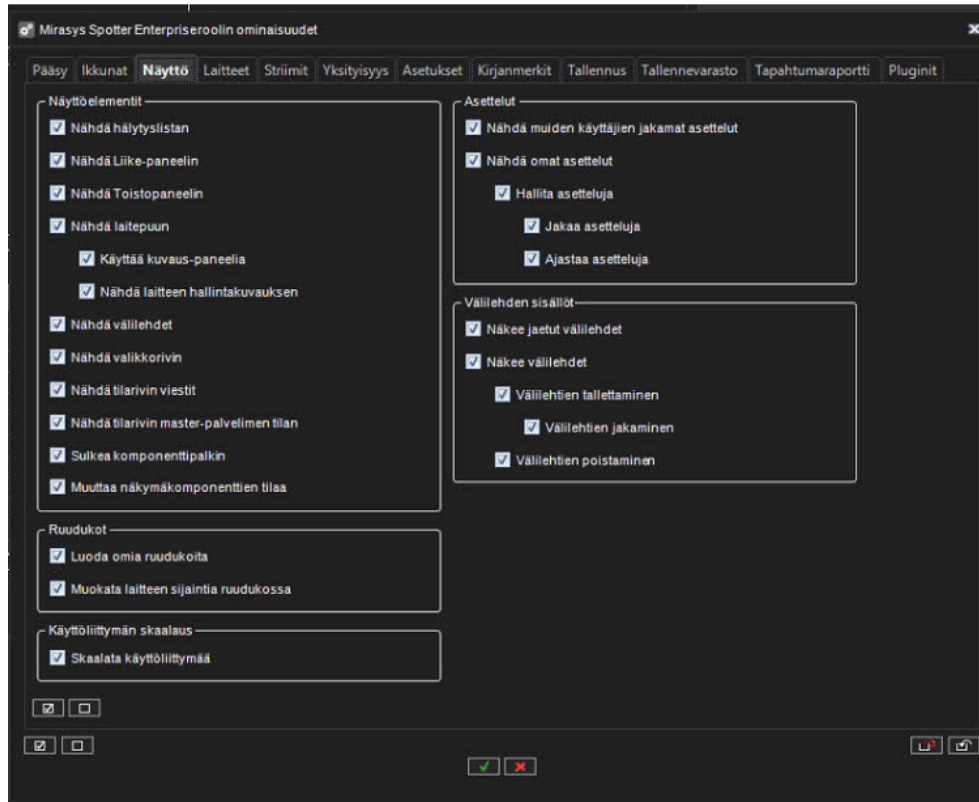 Mirasys Spotter Enterpriseroolin ominaisuudet
Pääsy Ikkunat Näyttö Laitteet Striimit Yksityisyys Asetukset Kirjanmerkit Tallennus Tallennevarasto Tapahtumaraportti Pluginit
Näyttöelementit
Nähdä hälytyslistan
Nähdä Liike-paneelin
Nähdä Toistopaneelin
Nähdä laitepuun
Käyttää kuvaus-paneelia
Nähdä laitteen hallintakuvauksen
Nähdä välilehdet
Nähdä valikkorivin
Nähdä tilarivin viestit
Nähdä tilarivin master-palvelimen tilan
Sulkea komponenttipalkin
Muuttaa näkymäkomponenttien tilaa
Ruudukot
Luoda omia ruudukoita
Muokata laitteen sijaintia ruudukossa
Käyttöliittymän skaalaus
Skaalata käyttöliittymää
Asettelut
Nähdä muiden käyttäjien jakamat asettelut
Nähdä omat asettelut
Hallita asetteluja
Jakaa asetteluja
Ajastaa asetteluja
Välilehden sisällöt
Näkee jaetut välilehdet
Näkee välilehdet
Välilehtien tallettaminen
Välilehtien jakaminen
Välilehtien poistaminen